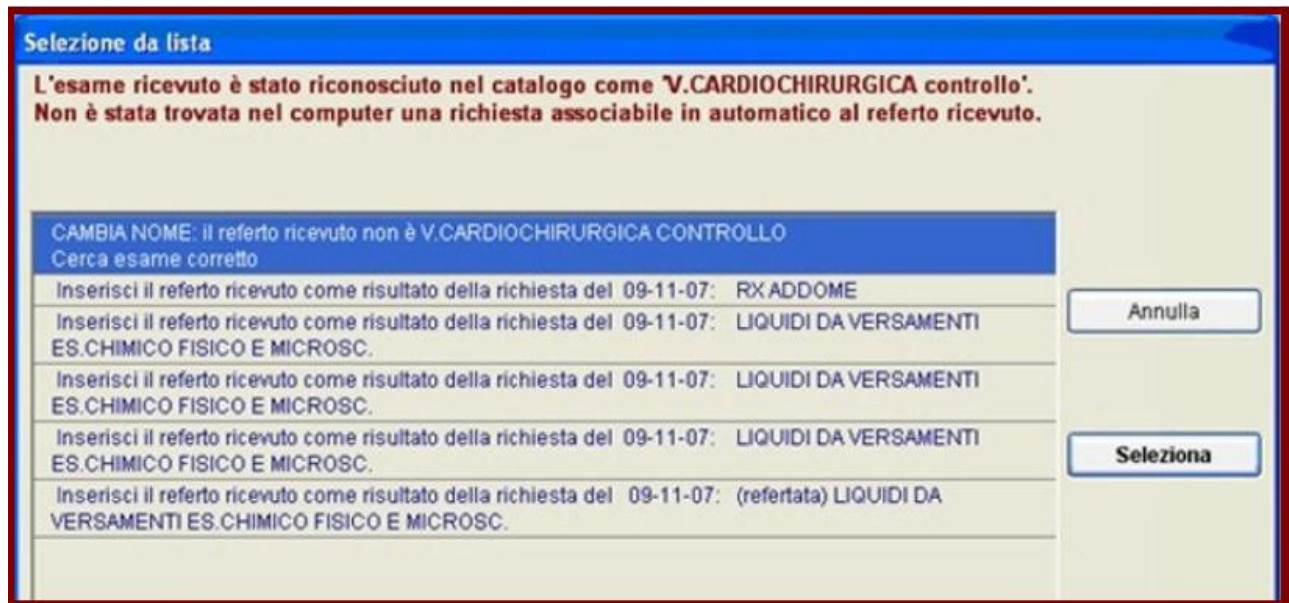 Selezione da lista
L'esame ricevuto è stato riconosciuto nel catalogo come 'V.CARDIOCHIRURGICA controllo'.
Non è stata trovata nel computer una richiesta associabile in automatico al referto ricevuto.
CAMBIA NOME: il referto ricevuto non è V.CARDIOCHIRURGICA CONTROLLO
Cerca esame corretto
Inserisci il referto ricevuto come risultato della richiesta del 09-11-07: RX ADDOME
Inserisci il referto ricevuto come risultato della richiesta del 09-11-07: LIQUIDI DA VERSAMENTI
ES.CHIMICO FISICO E MICROSC.
Inserisci il referto ricevuto come risultato della richiesta del 09-11-07: LIQUIDI DA VERSAMENTI
ES.CHIMICO FISICO E MICROSC.
Inserisci il referto ricevuto come risultato della richiesta del 09-11-07: LIQUIDI DA VERSAMENTI
ES.CHIMICO FISICO E MICROSC.
Inserisci il referto ricevuto come risultato della richiesta del 09-11-07: (refertata) LIQUIDI DA
VERSAMENTI ES.CHIMICO FISICO E MICROSC.
Annulla
Seleziona